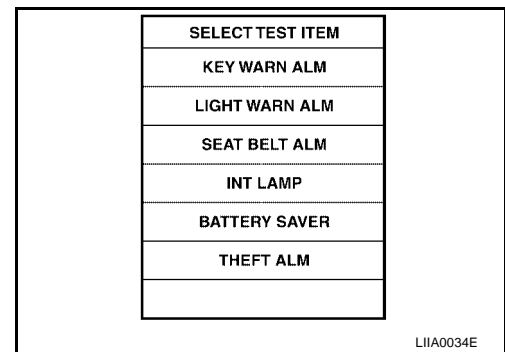 SELECT TEST ITEM
KEY WARN ALM
LIGHT WARN ALM
SEAT BELT ALM
INT LAMP
BATTERY SAVER
THEFT ALM
LIIA0034E